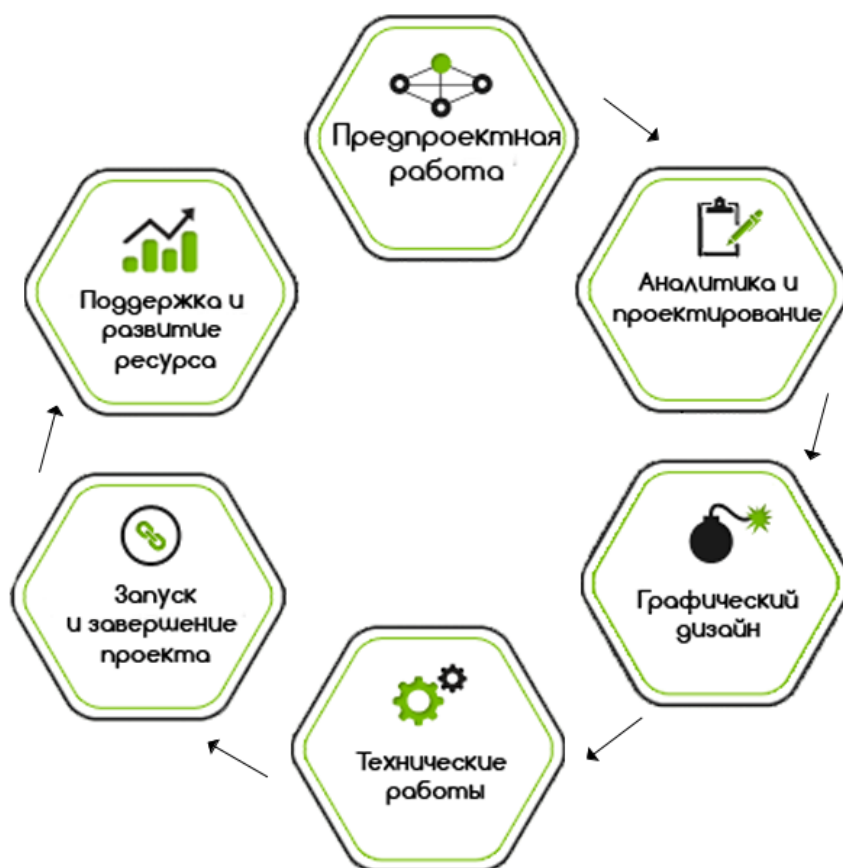 Предпроектная
работа
Аналитика и
проектирование
Графический
дизайн
Технические
работы
Запуск
и завершение
проекта
Поддержка и
развитие
ресурса